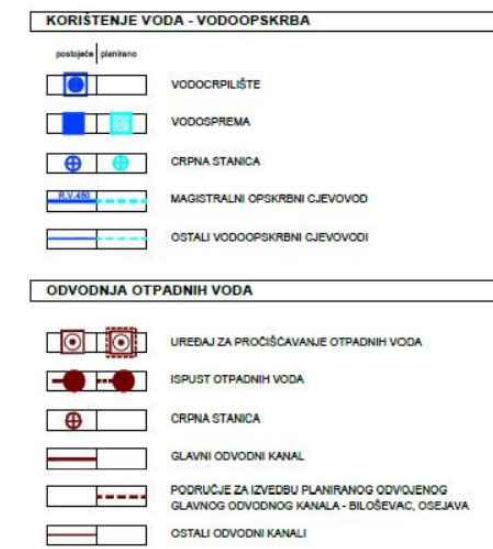 KORIŠTENJE VODA - VODOOPSKRBA
postojeće planirano
VODOCRPILIŠTE
VODOSPREMA
CRPNA STANICA
R.V.450
MAGISTRALNI OPSKRBNI CJEVOVOD
OSTALI VODOOPSKRBNI CJEVOVODI
ODVODNJA OTPADNIH VODA
UREĐAJ ZA PROČIŠĆAVANJE OTPADNIH VODA
ISPUST OTPADNIH VODA
CRPNA STANICA
GLAVNI ODVODNI KANAL
PODRUČJE ZA IZVEDBU PLANIRANOG ODVOJENOG
GLAVNOG ODVODNOG KANALA - BILOŠEVAC, OSEJAVA
OSTALI ODVODNI KANALI